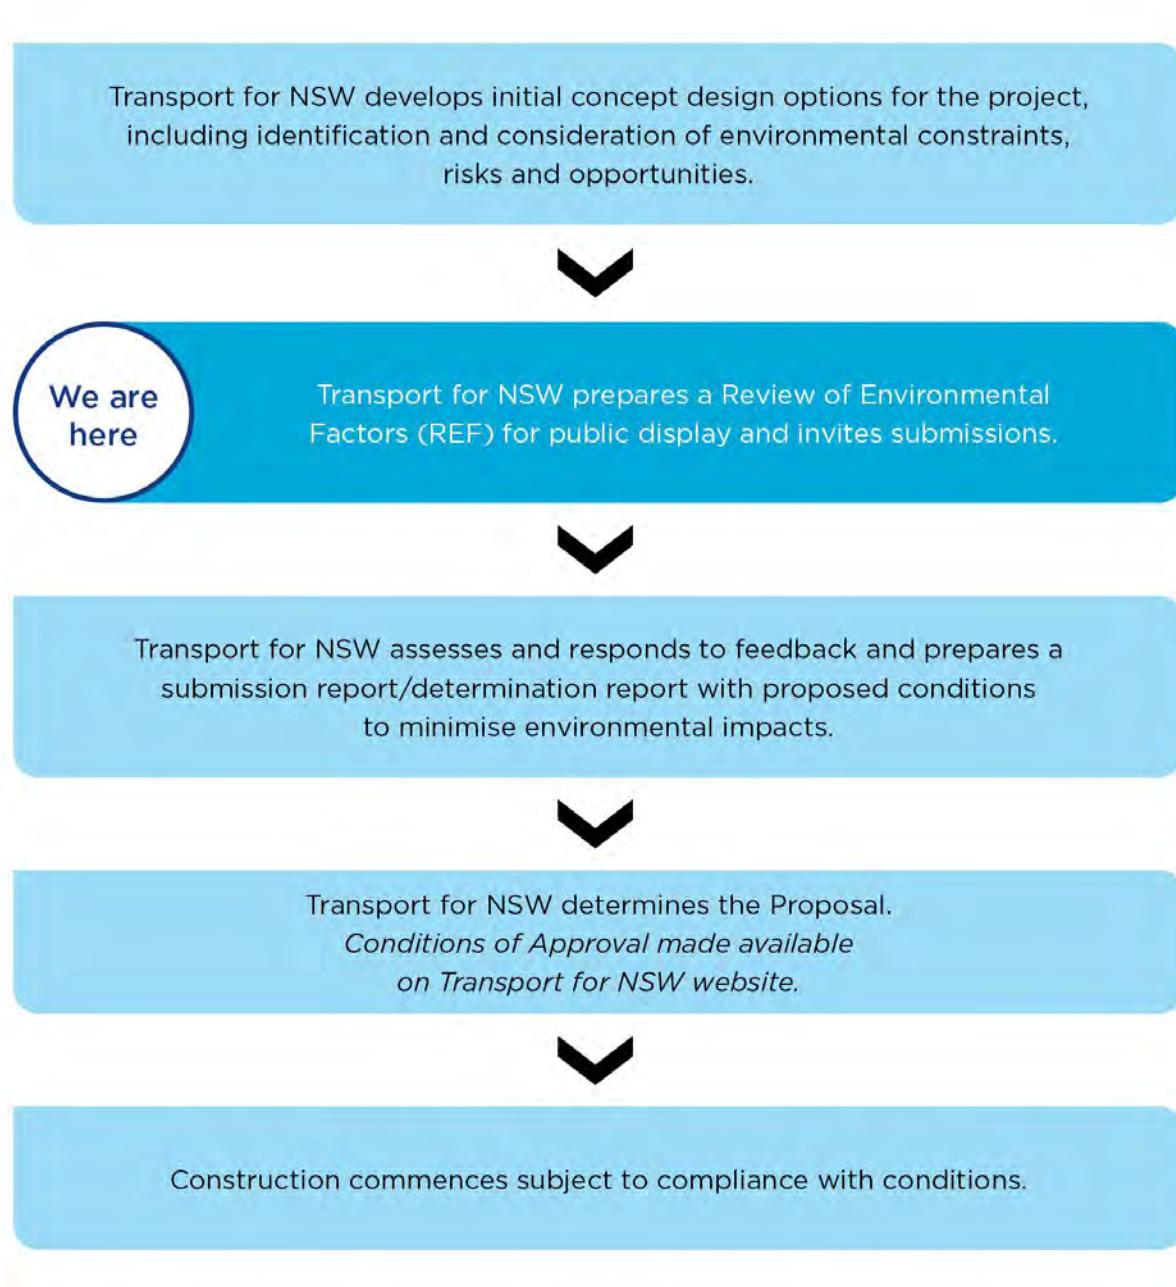 Transport for NSW develops initial concept design options for the project,
including identification and consideration of environmental constraints,
risks and opportunities.
We are
here
Transport for NSW prepares a Review of Environmental
Factors (REF) for public display and invites submissions.
Transport for NSW assesses and responds to feedback and prepares a
submission report/determination report with proposed conditions
to minimise environmental impacts.
Transport for NSW determines the Proposal.
Conditions of Approval made available
on Transport for NSW website.
Construction commences subject to compliance with conditions.